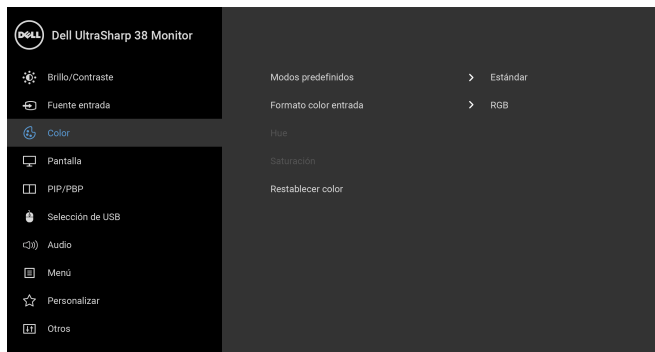 DELL Dell UltraSharp 38 Monitor
Brillo/Contraste
Modos predefinidos > Estándar
Fuente entrada
Formato color entrada > RGB
Color
Hue
Pantalla
Saturación
PIP/PBP
Restablecer color
Selección de USB
Audio
Menú
Personalizar
Otros